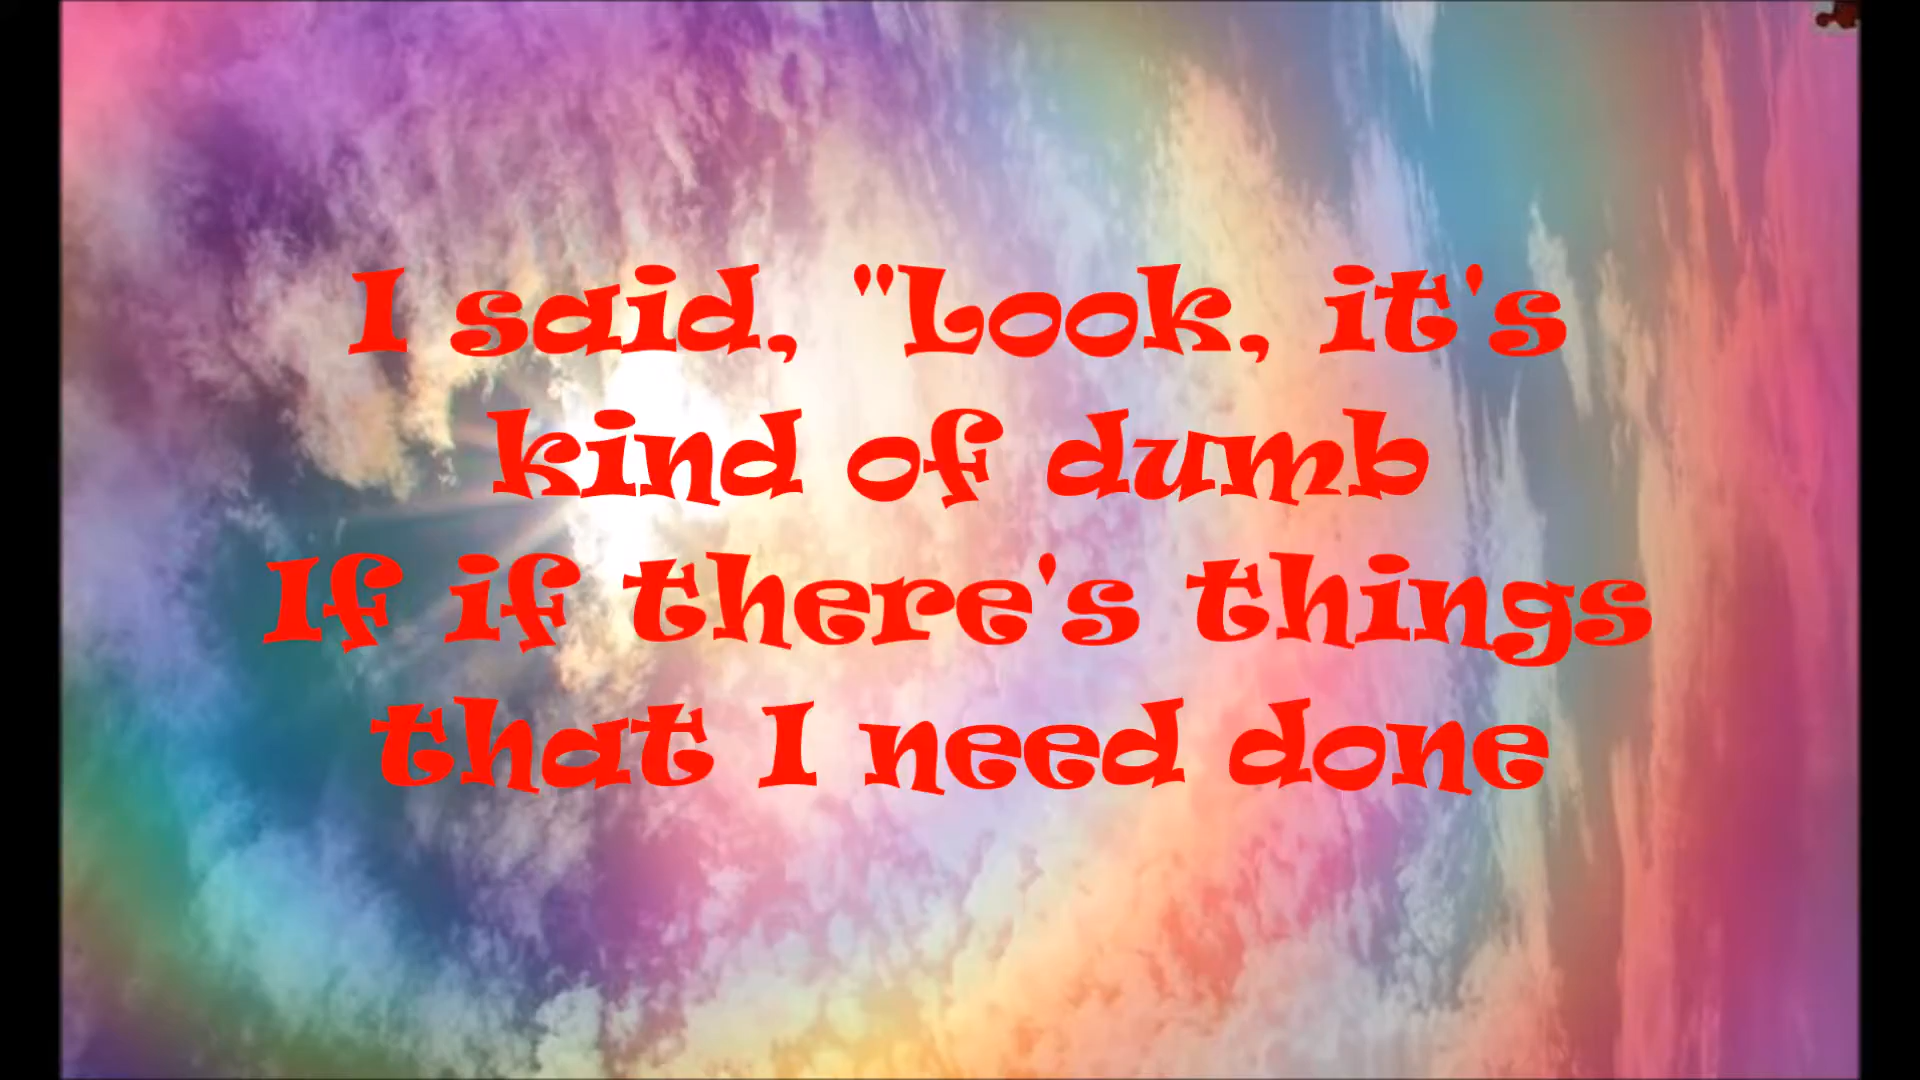 I said, "Look, it's
kind of dumb
If if there's things
that I need done